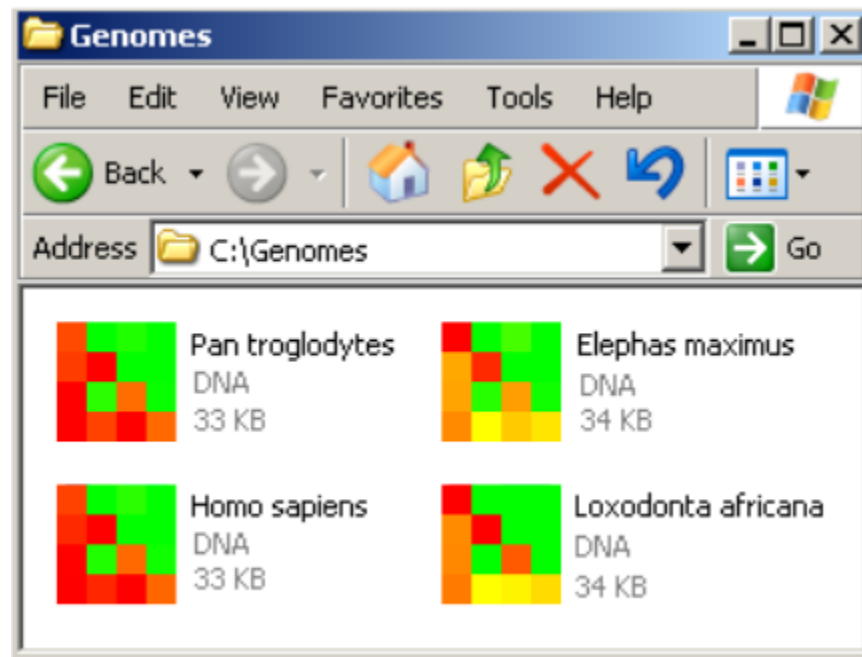 Genomes
File Edit View Favorites Tools Help
Back
Address C:\Genomes Go
Pan troglodytes
DNA
33 KB
Elephas maximus
DNA
34 KB
Homo sapiens
DNA
33 KB
Loxodonta africana
DNA
34 KB